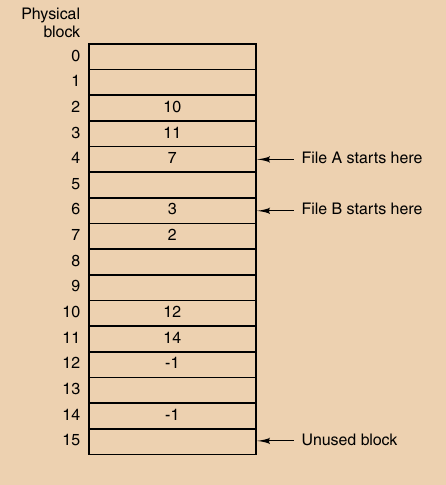 Physical
block
0
1
2 10
3 11
4 7 File A starts here
5
6 3 File B starts here
7 2
8
9
10 12
11 14
12 -1
13
14 -1
15 Unused block